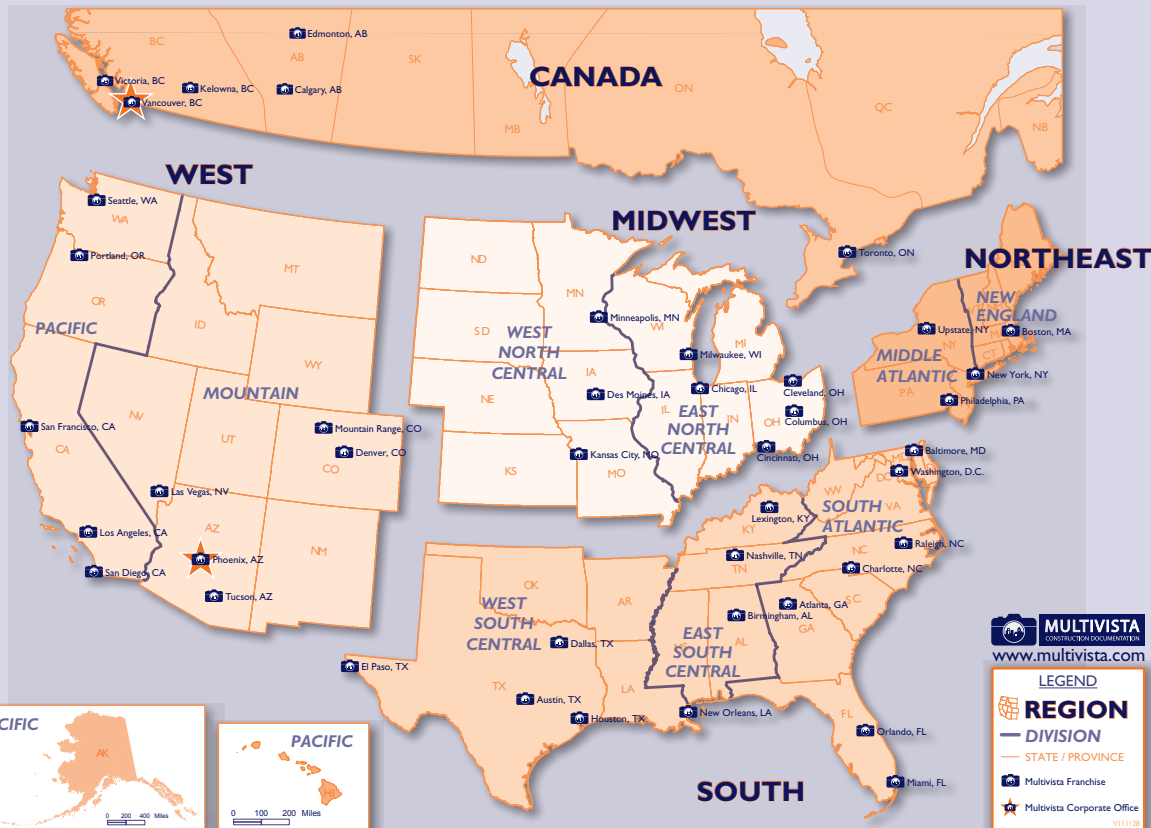 BC
AB
SK
MB
ON
QC
NB
Edmonton, AB
Victoria, BC
Kelowna, BC
Calgary, AB
Vancouver, BC
CANADA
WEST
MIDWEST
NORTHEAST
Seattle, WA
WA
Portland, OR
OR
PACIFIC
ID
MT
WY
MOUNTAIN
NV
UT
CO
San Francisco, CA
CA
Mountain Range, CO
Denver, CO
Las Vegas, NV
Los Angeles, CA
AZ
NM
Phoenix, AZ
San Diego, CA
Tucson, AZ
ND
MN
SD
WEST
NORTH
CENTRAL
Minneapolis, MN
WI
MI
Milwaukee, WI
NE
IA
Des Moines, IA
Chicago, IL
IL
IN
OH
EAST
NORTH
CENTRAL
Cleveland, OH
Columbus, OH
Cincinnati, OH
KS
Kansas City, MO
MO
Toronto, ON
NEW
ENGLAND
Upstate, NY
NY
Boston, MA
CT
MIDDLE
ATLANTIC
PA
New York, NY
Philadelphia, PA
Baltimore, MD
Washington, D.C.
DC
WV
VA
SOUTH
ATLANTIC
Lexington, KY
KY
Raleigh, NC
NC
Nashville, TN
TN
Charlotte, NC
SC
Atlanta, GA
GA
Birmingham, AL
AL
EAST
SOUTH
CENTRAL
OK
AR
WEST
SOUTH
CENTRAL
Dallas, TX
El Paso, TX
TX
LA
Austin, TX
Houston, TX
New Orleans, LA
FL
Orlando, FL
Miami, FL
SOUTH
CIFIC
AK
0 200 400 Miles
PACIFIC
HI
0 100 200 Miles
MULTIVISTA
CONSTRUCTION DOCUMENTATION
www.multivista.com
LEGEND
REGION
DIVISION
STATE / PROVINCE
Multivista Franchise
Multivista Corporate Office
V111128